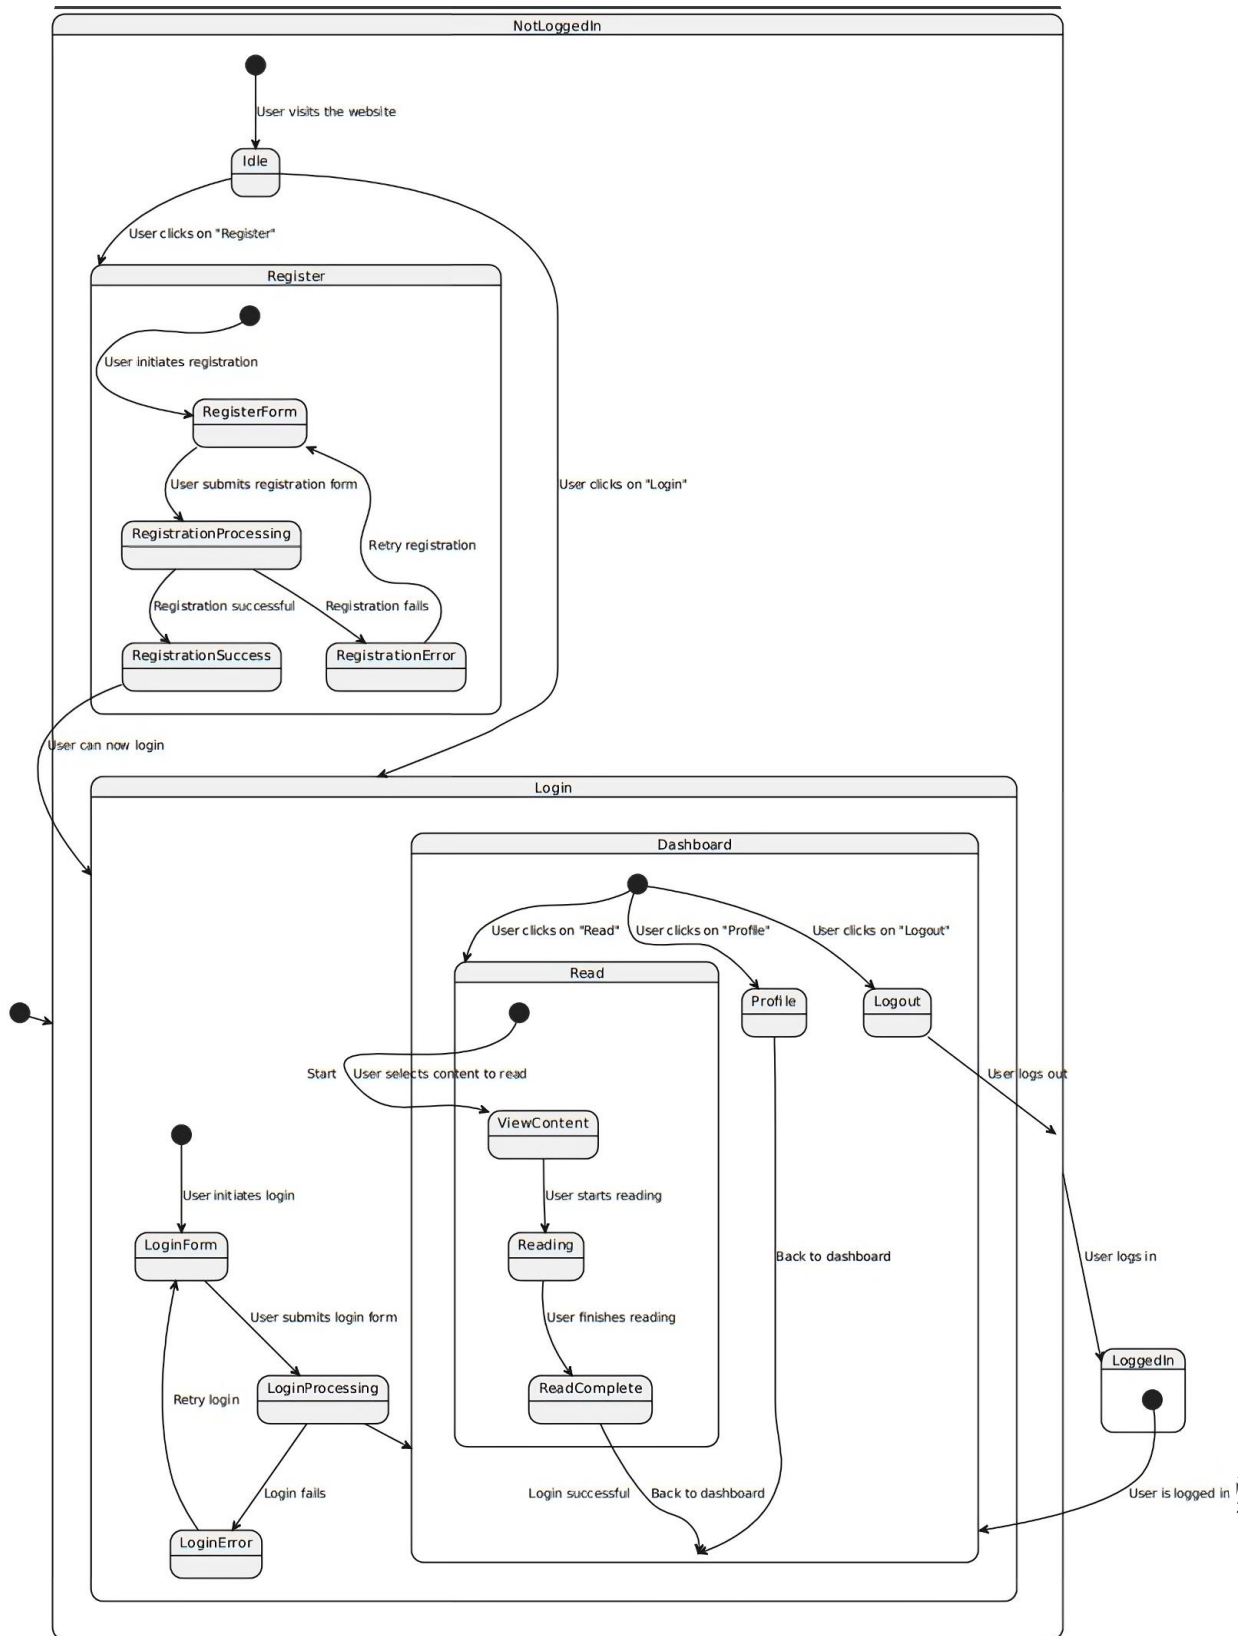 NotLoggedIn
User visits the website
Idle
User clicks on "Register"
Register
User initiates registration
RegisterForm
User submits registration form
User clicks on "Login"
RegistrationProcessing
Retry registration
Registration successful
Registration fails
RegistrationSuccess
RegistrationError
User can now login
Login
Dashboard
User clicks on "Read"
User clicks on "Profile"
User clicks on "Logout"
Read
Profile
Logout
Start
User selects content to read
User logs out
ViewContent
User initiates login
User starts reading
LoginForm
Reading
Back to dashboard
User logs in
User submits login form
User finishes reading
LoggedIn
LoginProcessing
ReadComplete
Retry login
Login fails
Login successful
Back to dashboard
User is logged in
LoginError